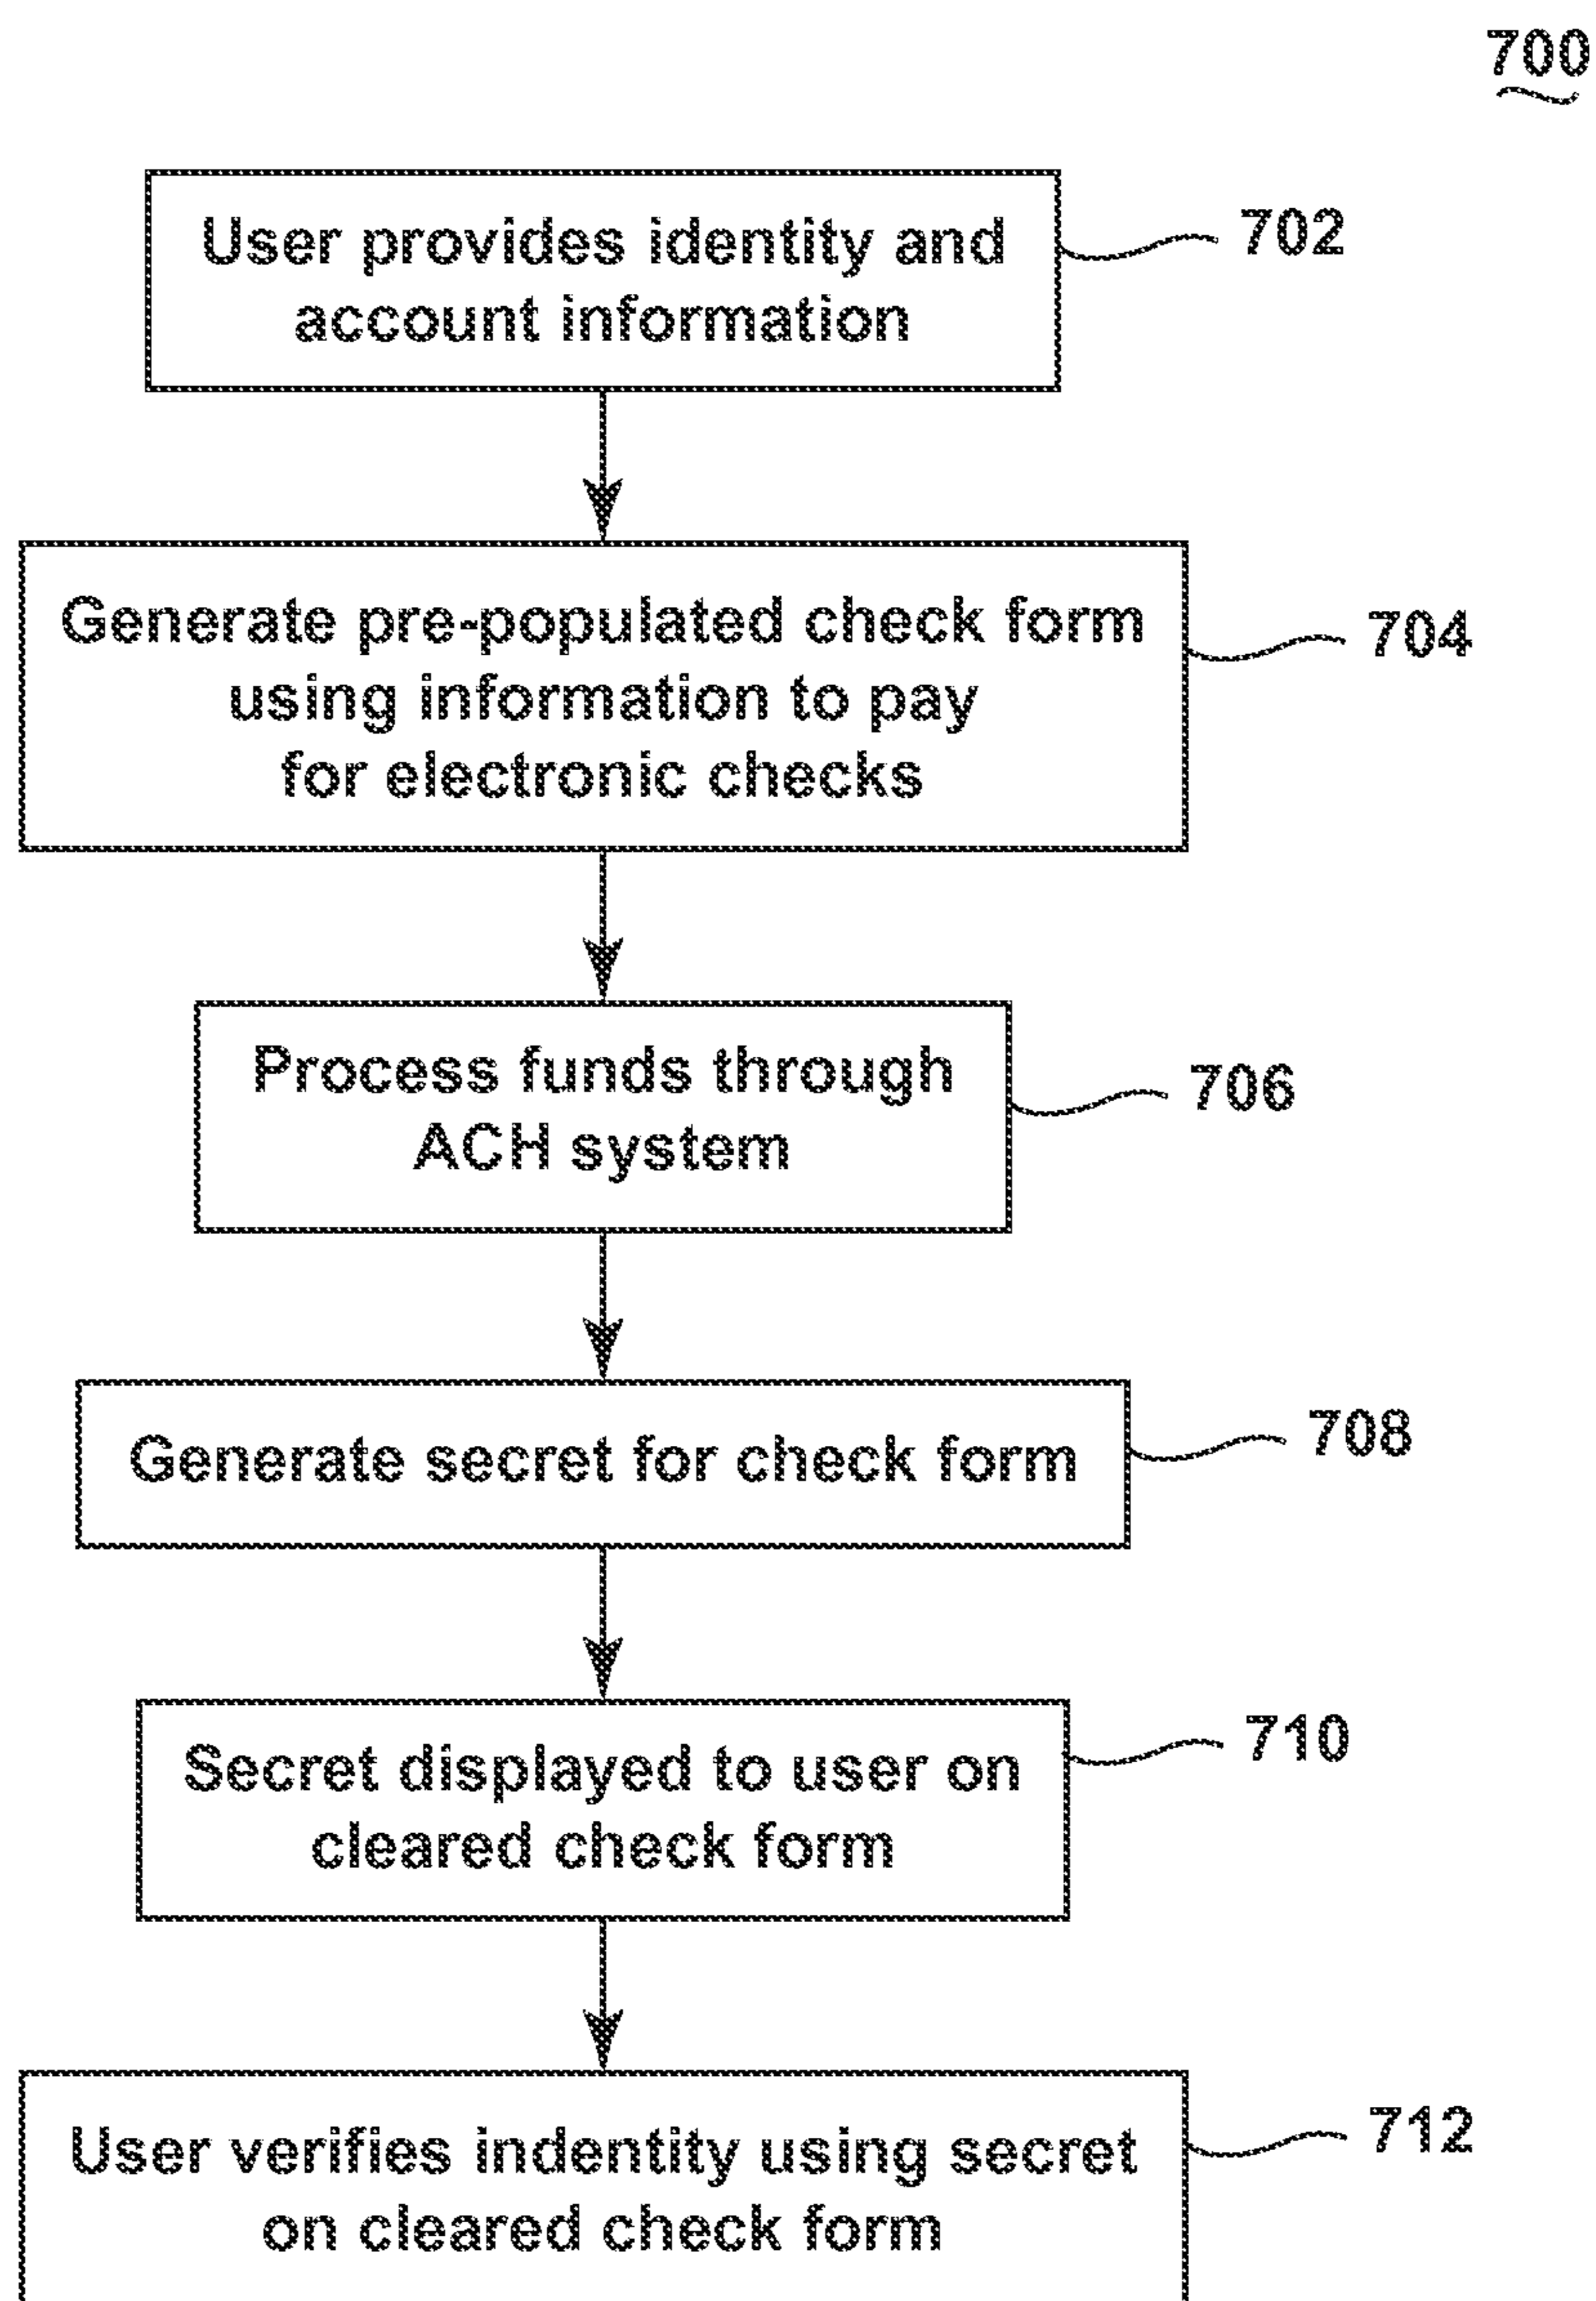 700
User provides identity and
account information
702
Generate pre-populated check form
using information to pay
for electronic checks
704
Process funds through
ACH system
706
Generate secret for check form
708
Secret displayed to user on
cleared check form
710
User verifies indentity using secret
on cleared check form
712